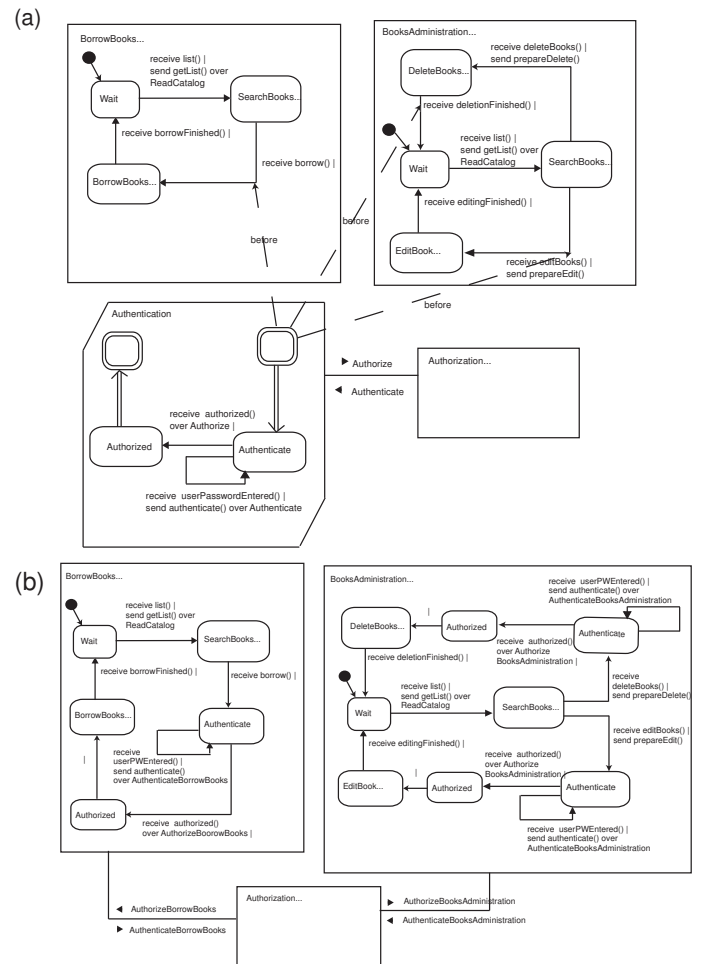 (a)
BorrowBooks...
receive list() |
send getList() over
ReadCatalog
Wait
SearchBooks...
receive borrowFinished() |
receive borrow() |
BorrowBooks...
before
BooksAdministration...
receive deleteBooks() |
send prepareDelete()
DeleteBooks...
receive deletionFinished() |
receive list() |
send getList() over
ReadCatalog
Wait
SearchBooks...
receive editingFinished() |
before
EditBook...
receive editBooks() |
send prepareEdit()
before
Authentication
Authorize
Authenticate
Authorization...
receive authorized()
over Authorize |
Authorized
Authenticate
receive userPasswordEntered() |
send authenticate() over Authenticate
(b)
BorrowBooks...
receive list() |
send getList() over
ReadCatalog
Wait
SearchBooks...
receive borrowFinished() |
receive borrow() |
BorrowBooks...
Authenticate
|
receive
userPWEntered() |
send authenticate()
over AuthenticateBorrowBooks
Authorized
receive authorized()
over AuthorizeBoorowBooks |
BooksAdministration...
receive userPWEntered() |
send authenticate() over
AuthenticateBooksAdministration
|
DeleteBooks...
Authorized
Authenticate
receive authorized()
over Authorize
BooksAdministration |
receive deletionFinished() |
receive
deleteBooks() |
send prepareDelete()
receive list() |
send getList() over
ReadCatalog
Wait
SearchBooks...
receive editBooks() |
send prepareEdit()
receive editingFinished() |
receive authorized()
over Authorize
BooksAdministration |
|
EditBook...
Authorized
Authenticate
receive userPWEntered() |
send authenticate() over
AuthenticateBooksAdministration
Authorization...
AuthorizeBorrowBooks
AuthenticateBorrowBooks
AuthorizeBooksAdministration
AuthenticateBooksAdministration